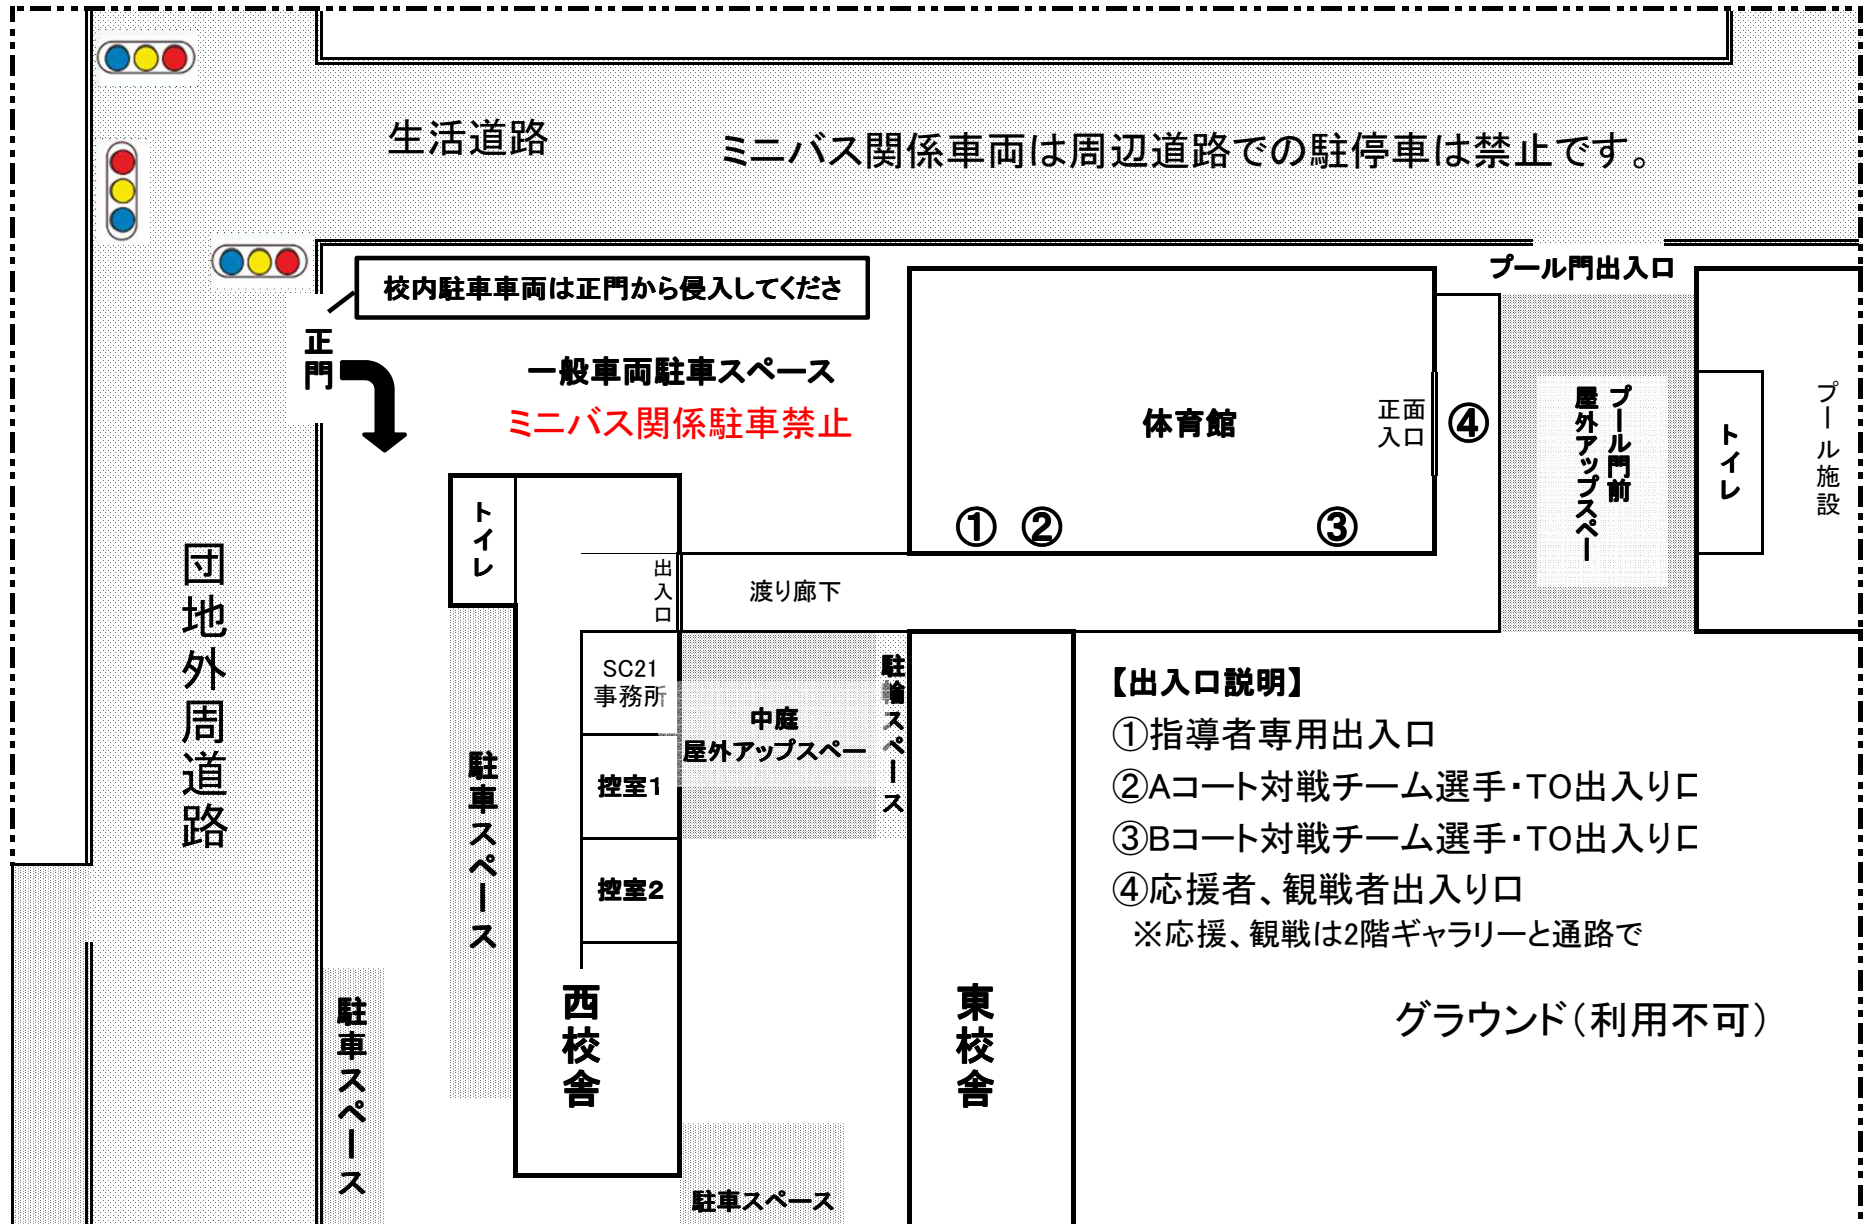 生活道路
ミニバス関係車両は周辺道路での駐停車は禁止です。
校内駐車車両は正門から侵入してくださ
プール門出入口
正門
一般車両駐車スペース
ミニバス関係駐車禁止
体育館
正面
入口
④
プール門前
屋外アップスペー
トイレ
プール施設
① ② ③
トイレ
出入口
渡り廊下
団地外周道路
SC21
事務所
中庭
屋外アップスペー
駐輪スペース
控室1
控室2
駐車スペース
西校舎
東校舎
駐車スペース
駐車スペース
【出入口説明】
①指導者専用出入口
②Aコート対戦チーム選手・TO出入り口
③Bコート対戦チーム選手・TO出入り口
④応援者、観戦者出入り口
※応援、観戦は2階ギャラリーと通路で
グラウンド（利用不可）